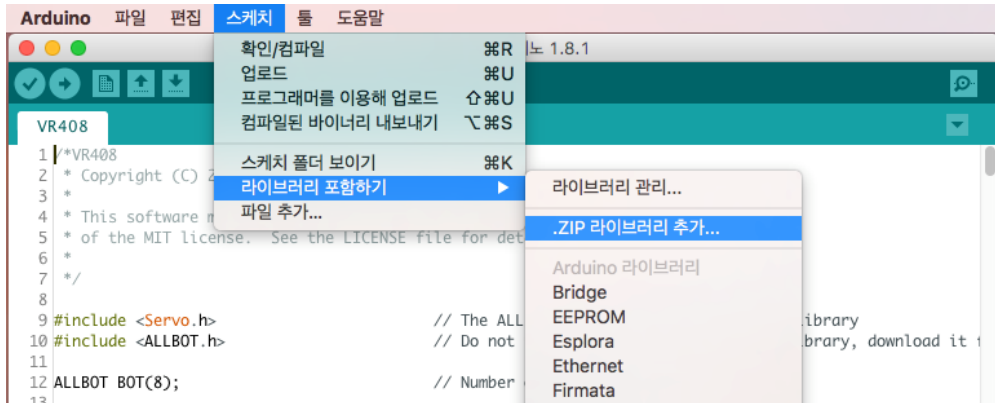 Arduino 파일 편집 스케치 툴 도움말
노 1.8.1
확인/컴파일 ⌘R
업로드 ⌘U
프로그래머를 이용해 업로드 ⇧⌘U
컴파일된 바이너리 내보내기 ⌥⌘S
스케치 폴더 보이기 ⌘K
라이브러리 포함하기 ▶
파일 추가...
라이브러리 관리...
.ZIP 라이브러리 추가...
Arduino 라이브러리
Bridge
EEPROM
Esplora
Ethernet
Firmata
VR408
1 /*VR408
2 * Copyright (C)
3 *
4 * This software
5 * of the MIT license. See the LICENSE file for det
6 *
7 */
8
9 #include <Servo.h> // The ALL ibrary
10 #include <ALLBOT.h> // Do not brary, download it
11
12 ALLBOT BOT(8); // Number
13